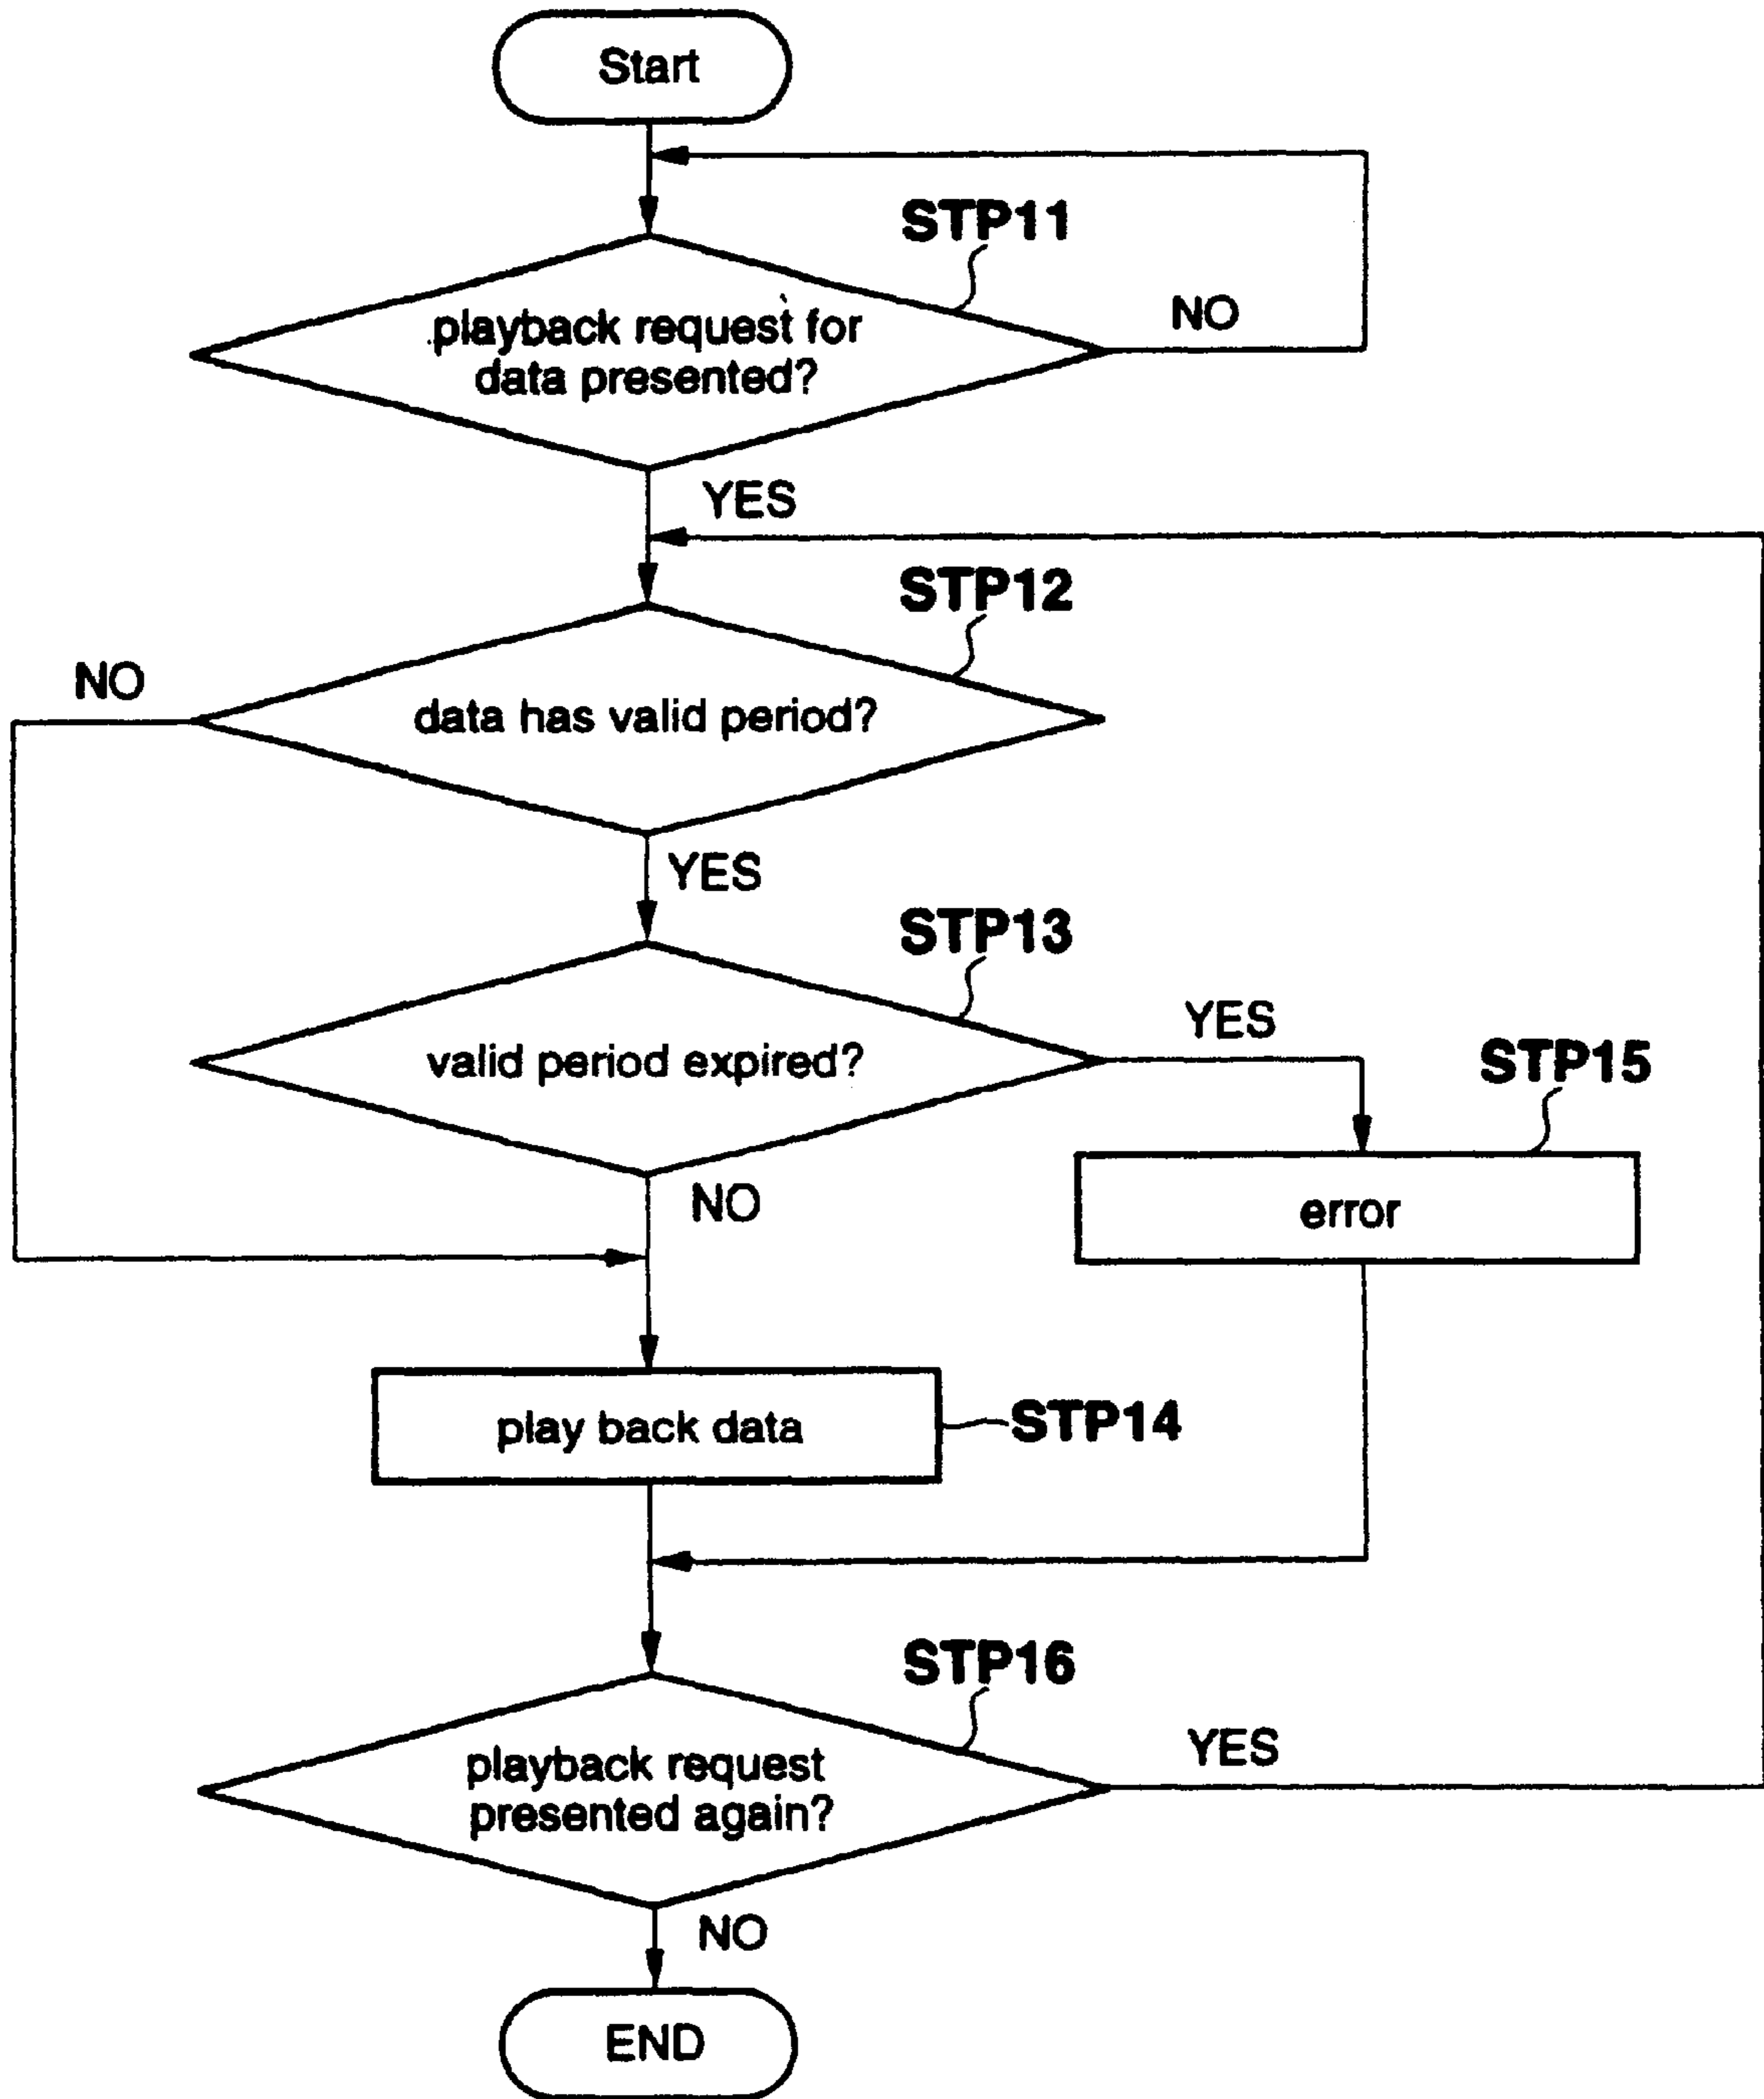 Start
STP11
playback request for
data presented?
NO
YES
STP12
NO
data has valid period?
YES
STP13
YES
valid period expired?
STP15
NO
error
play back data
STP14
STP16
playback request
presented again?
YES
NO
END